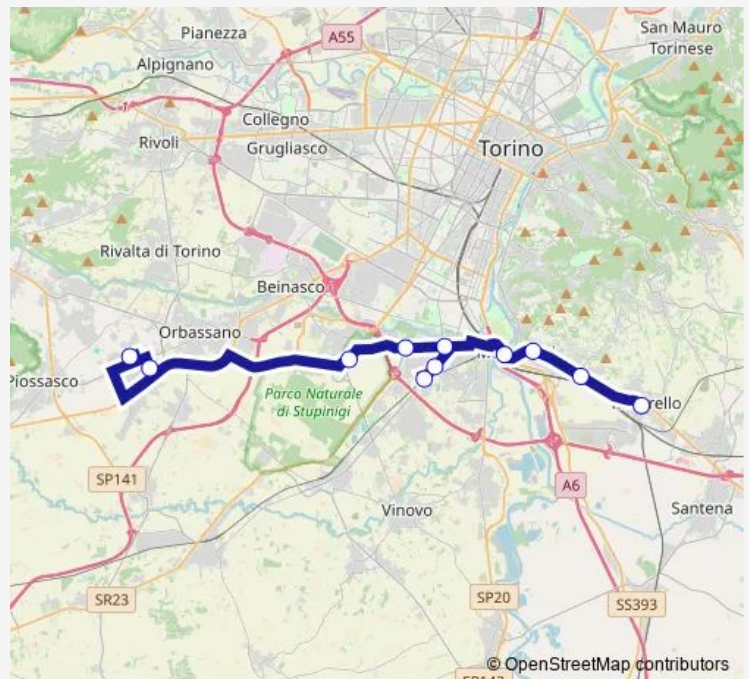 Pianezza
A55
San Mauro
Torinese
Alpignano
Collegno
Rivoli
Grugliasco
Torino
Rivalta di Torino
Beinasco
Orbassano
Piossasco
Parco Naturale
di Stupinigi
SP141
A6
Vinovo
Santena
SR23
SP20
SS393
© OpenStreetMap contributors